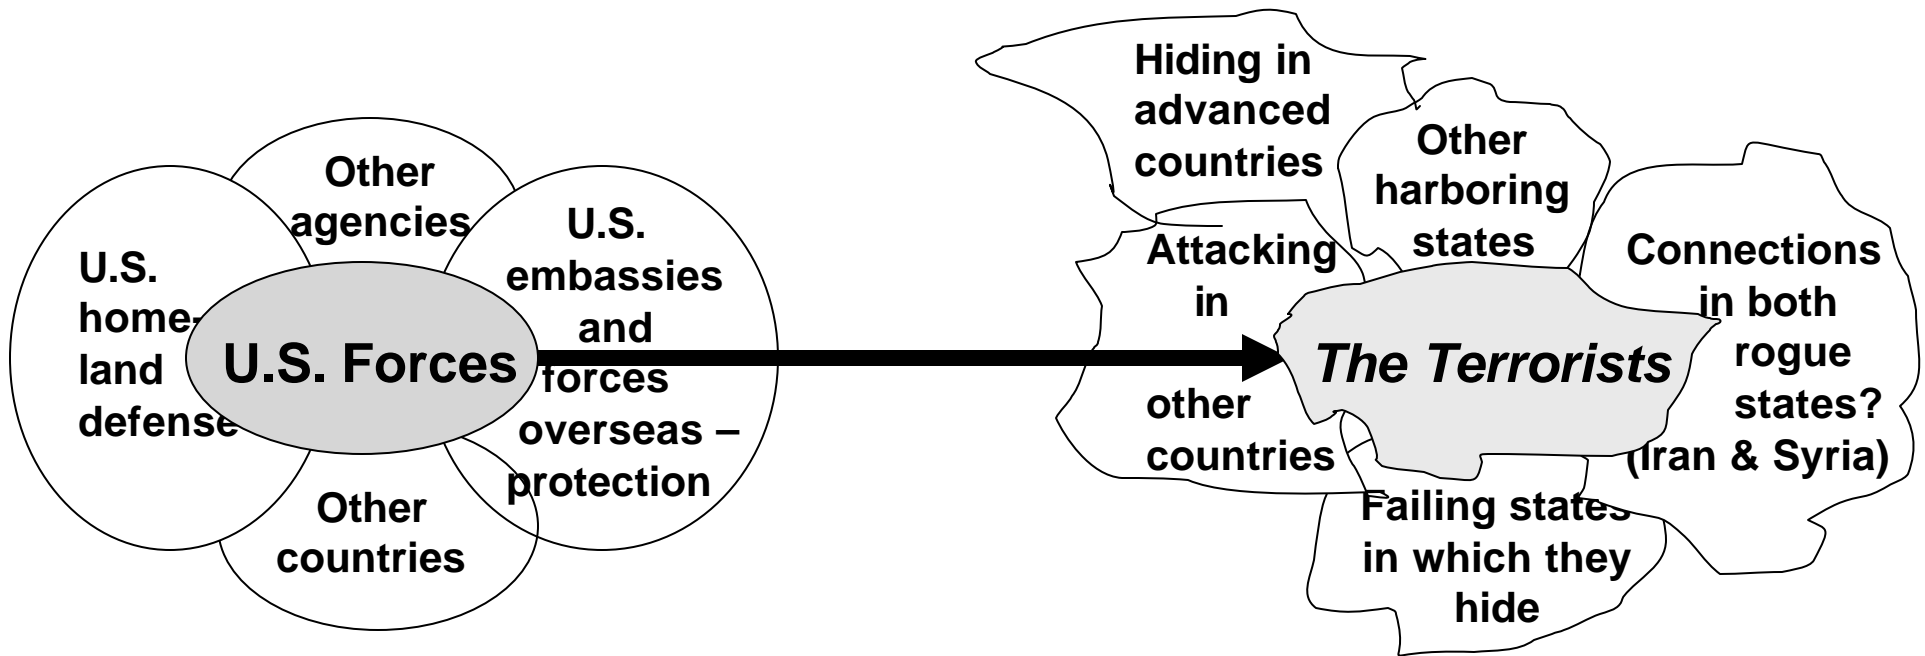 Other
agencies
U.S.
home-
land
defense
U.S. Forces
U.S.
embassies
and
forces
overseas –
protection
Other
countries
Hiding in
advanced
countries
Other
harboring
states
Attacking
in
other
countries
The Terrorists
Connections
in both
rogue
states?
(Iran & Syria)
Failing states
in which they
hide